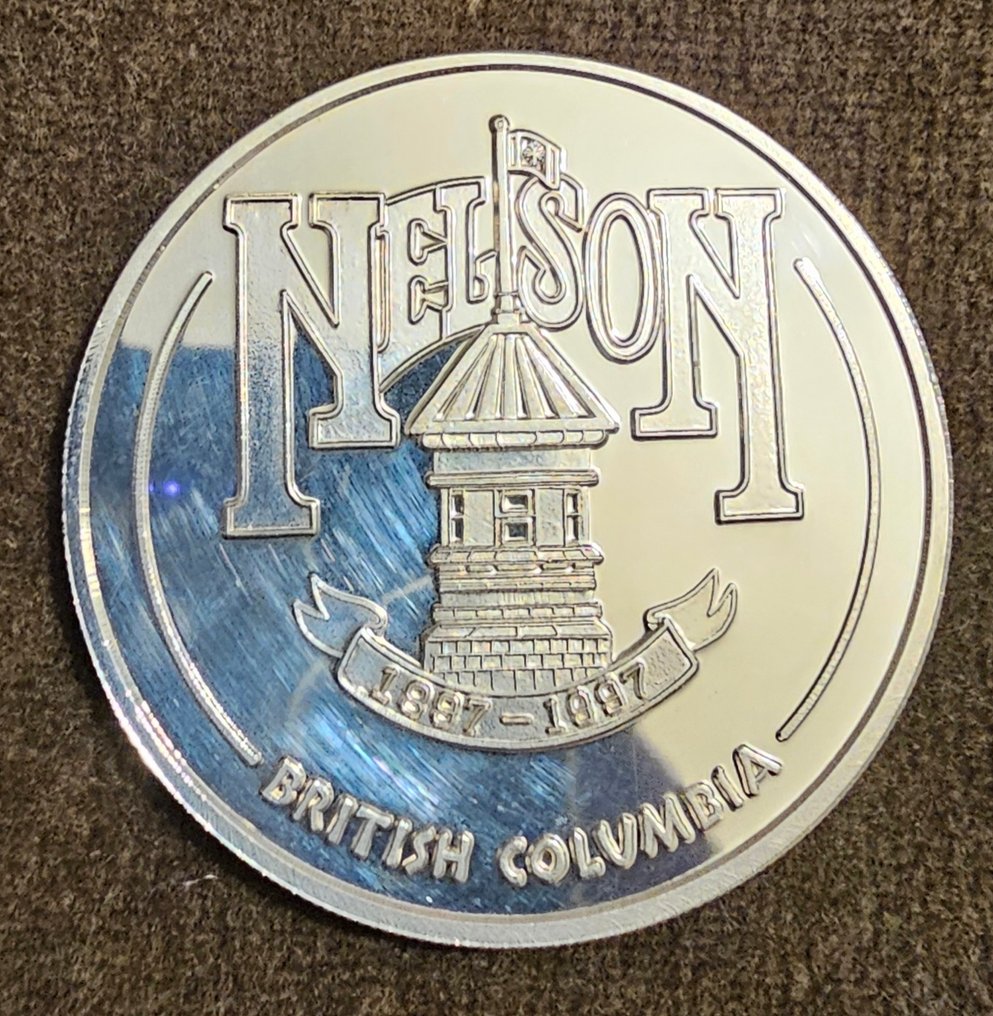 NELSON
1897 - 1997
BRITISH COLUMBIA